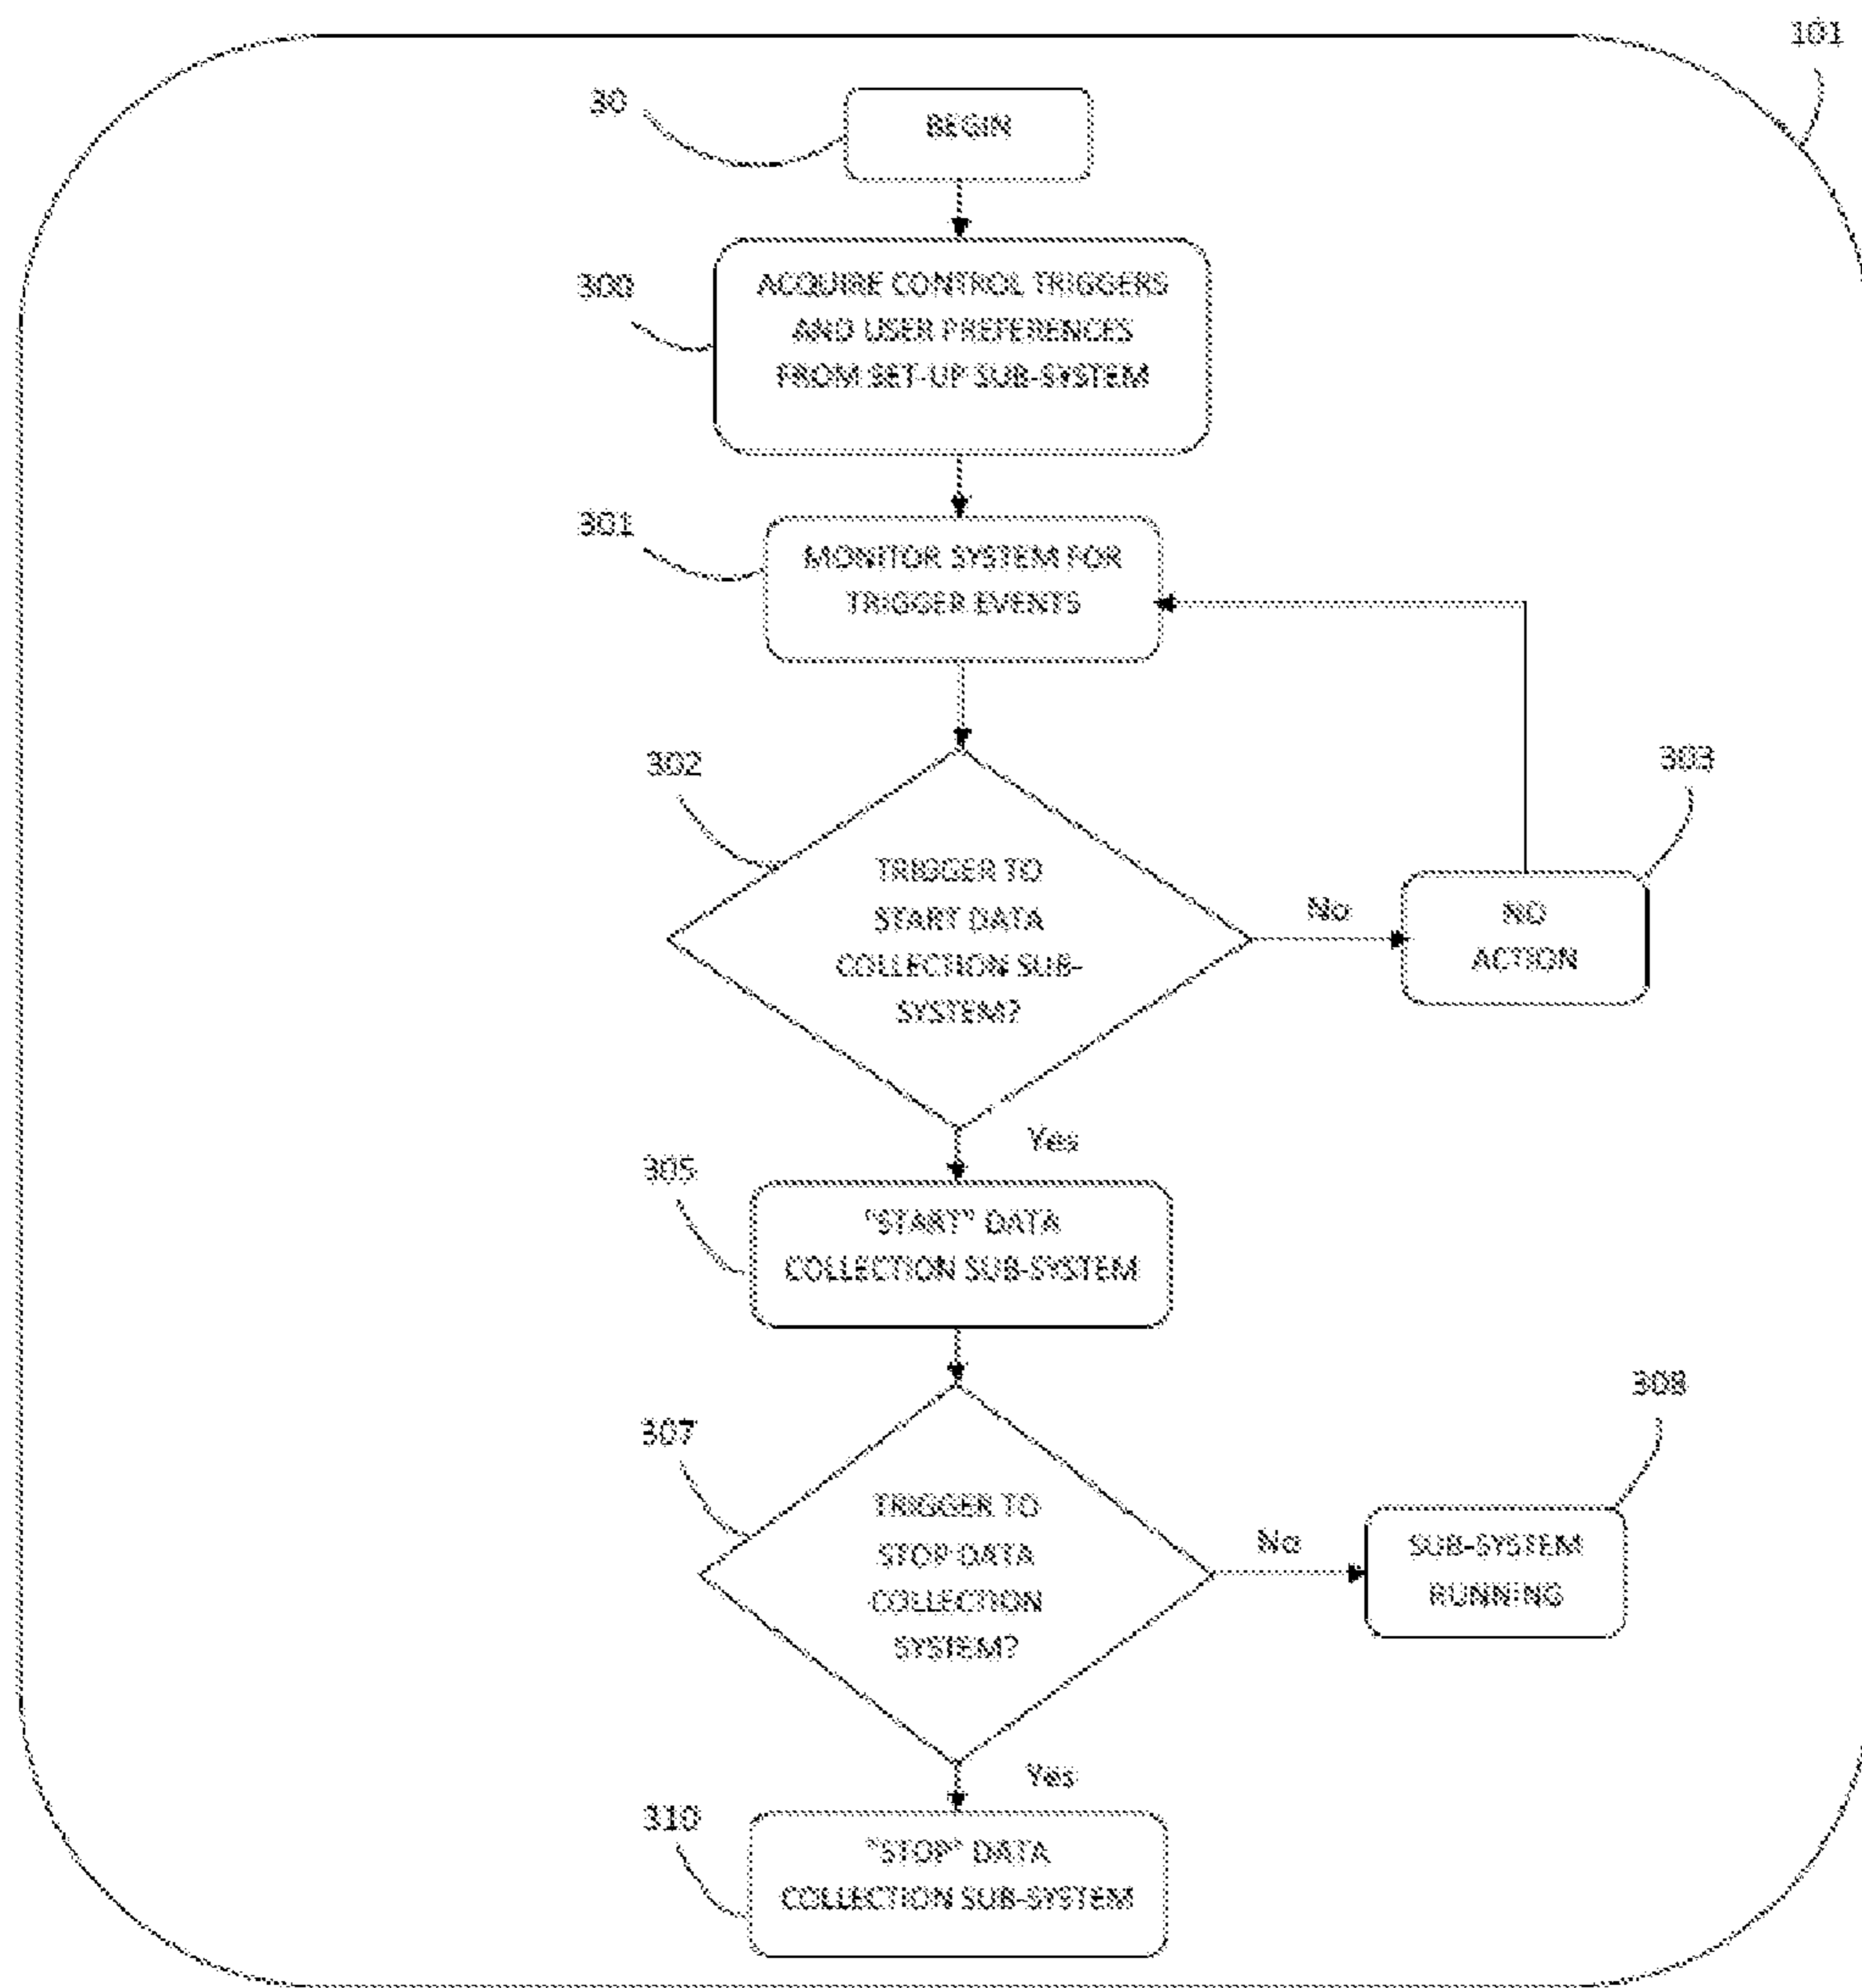 101
30
BEGIN
300
ACQUIRE CONTROL TRIGGERS
AND USER PREFERENCES
FROM SET-UP SUB-SYSTEM
301
MONITOR SYSTEM FOR
TRIGGER EVENTS
302
303
TRIGGER TO
START DATA
COLLECTION SUB-
SYSTEM?
No
NO
ACTION
Yes
305
"START" DATA
COLLECTION SUB-SYSTEM
307
308
TRIGGER TO
STOP DATA
COLLECTION
SYSTEM?
No
SUB-SYSTEM
RUNNING
Yes
310
"STOP" DATA
COLLECTION SUB-SYSTEM